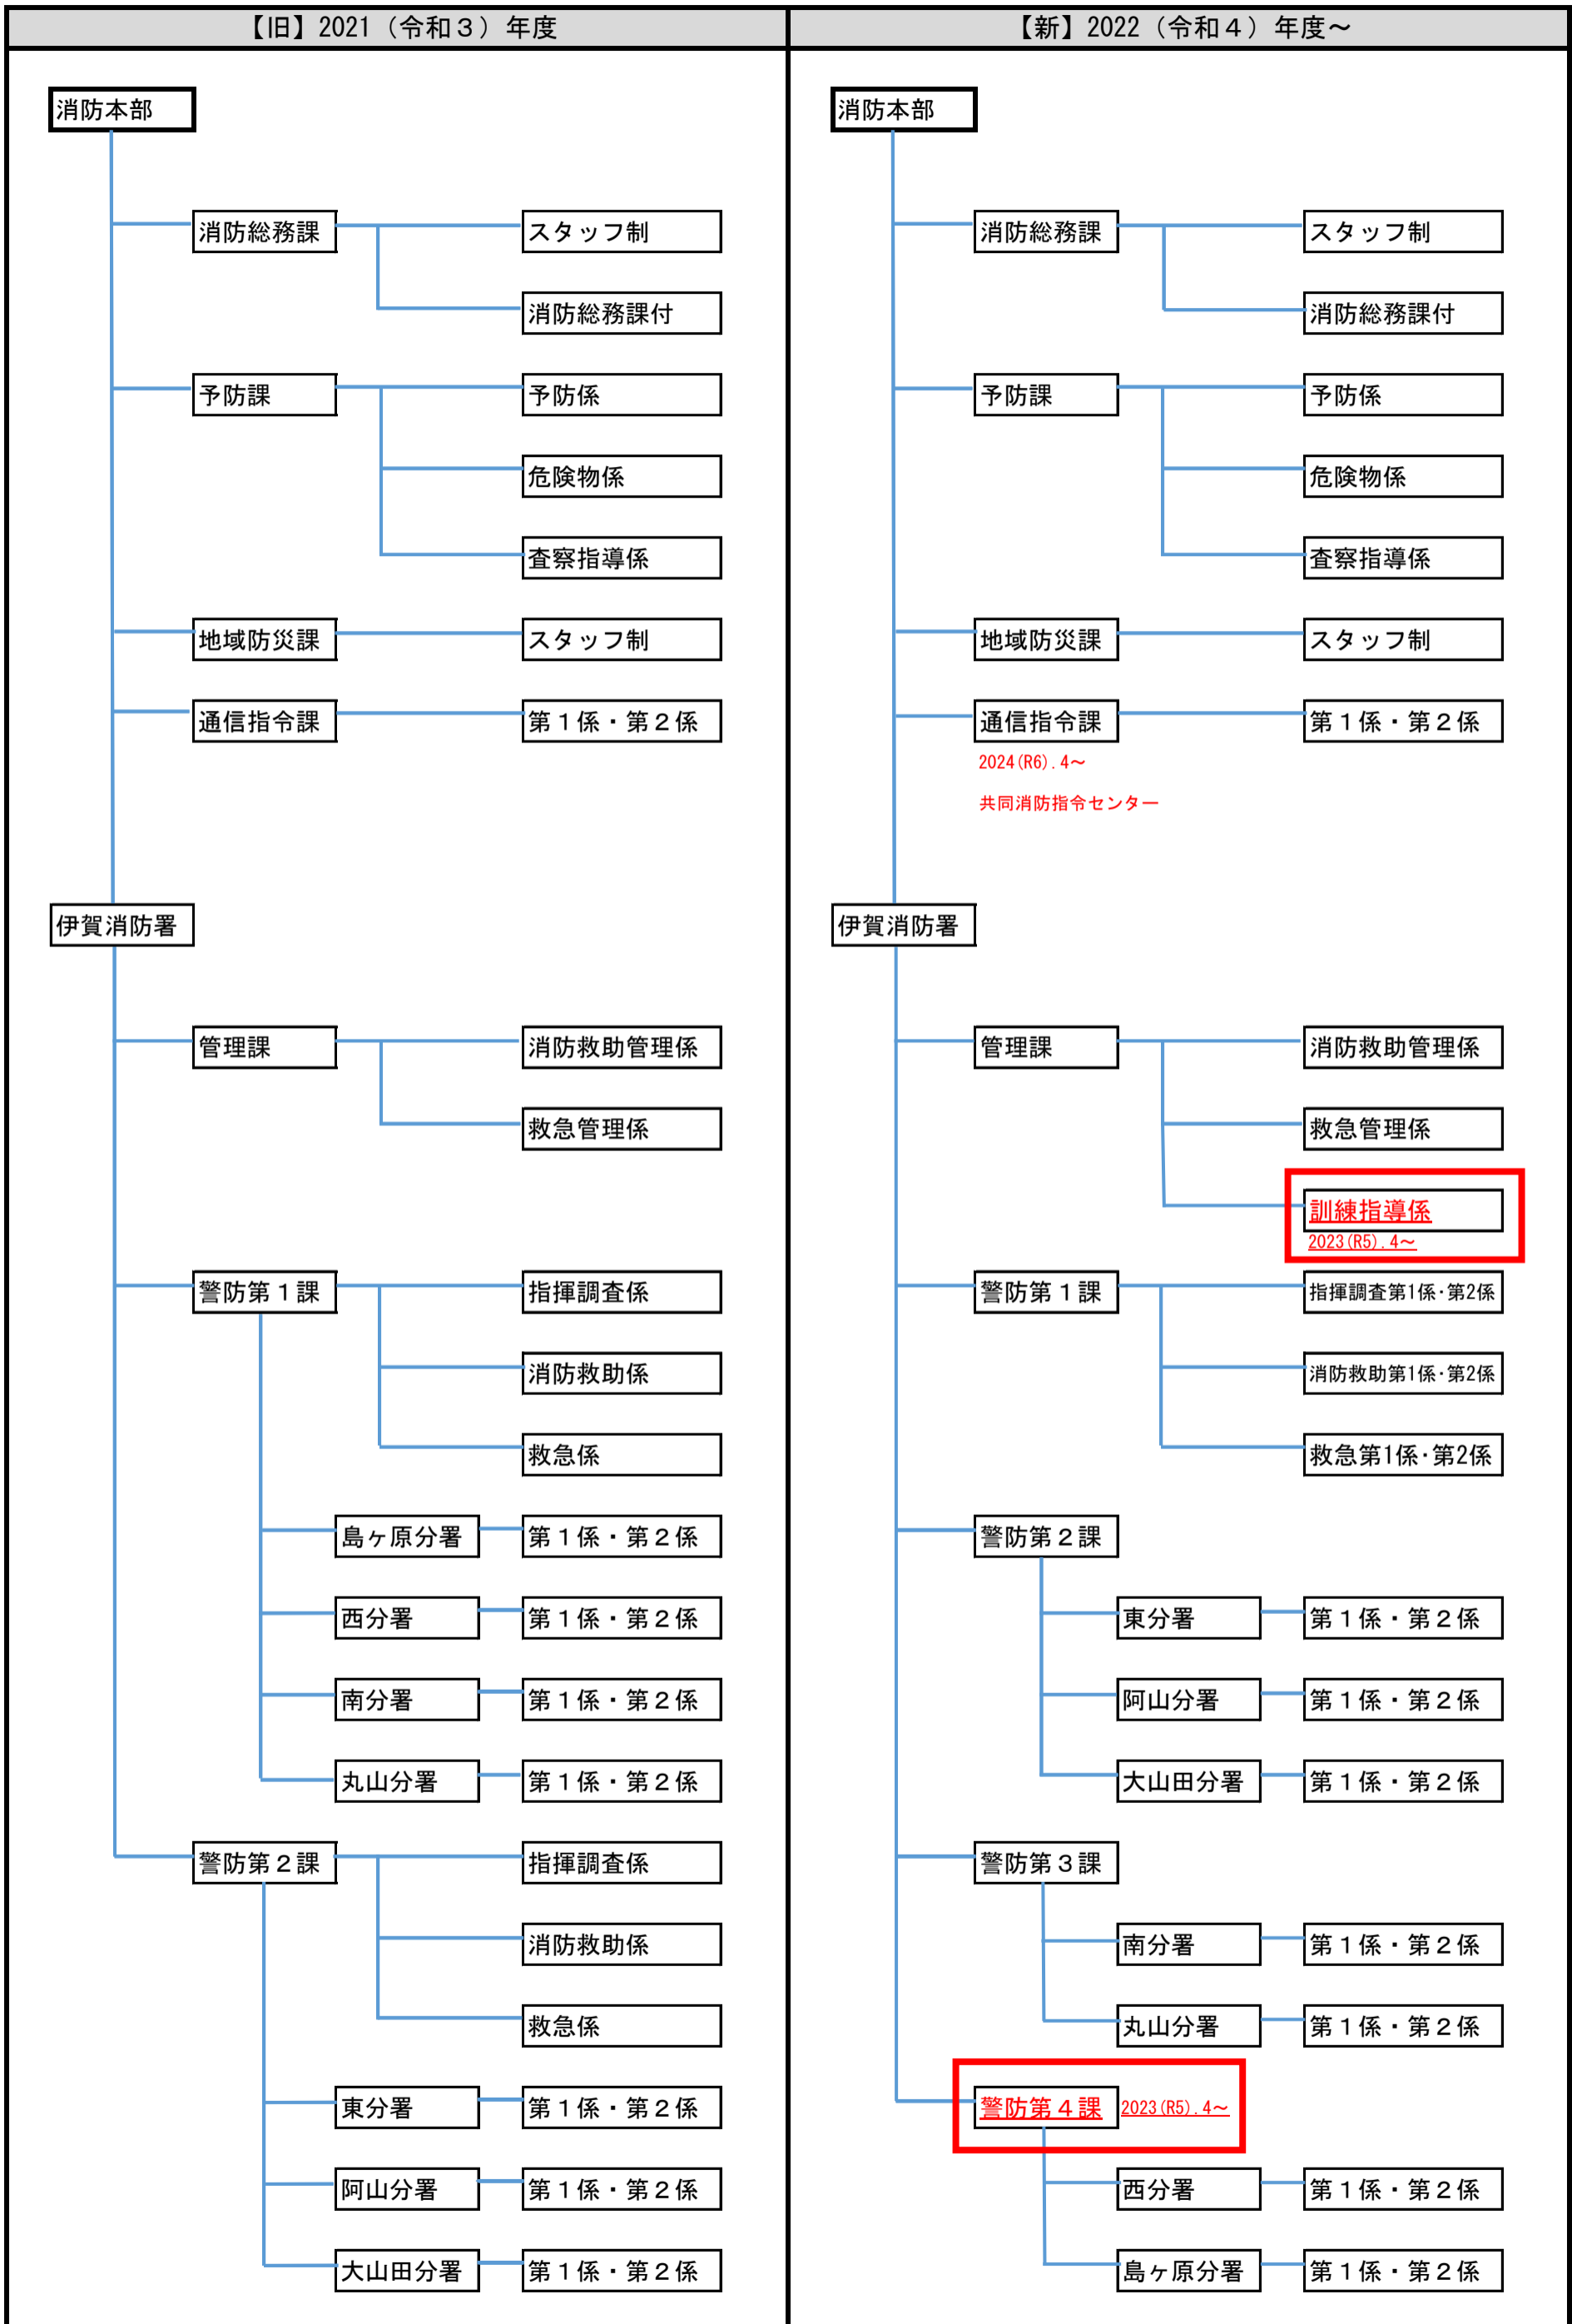 【旧】2021（令和３）年度
消防本部
消防総務課
スタッフ制
消防総務課付
予防課
予防係
危険物係
査察指導係
地域防災課
スタッフ制
通信指令課
第１係・第２係
伊賀消防署
管理課
消防救助管理係
救急管理係
警防第１課
指揮調査係
消防救助係
救急係
島ヶ原分署
第１係・第２係
西分署
第１係・第２係
南分署
第１係・第２係
丸山分署
第１係・第２係
警防第２課
指揮調査係
消防救助係
救急係
東分署
第１係・第２係
阿山分署
第１係・第２係
大山田分署
第１係・第２係
【新】2022（令和４）年度～
消防本部
消防総務課
スタッフ制
消防総務課付
予防課
予防係
危険物係
査察指導係
地域防災課
スタッフ制
通信指令課
第１係・第２係
2024(R6).4～
共同消防指令センター
伊賀消防署
管理課
消防救助管理係
救急管理係
訓練指導係
2023(R5).4～
警防第１課
指揮調査第1係・第2係
消防救助第1係・第2係
救急第1係・第2係
警防第２課
東分署
第１係・第２係
阿山分署
第１係・第２係
大山田分署
第１係・第２係
警防第３課
南分署
第１係・第２係
丸山分署
第１係・第２係
警防第４課
2023(R5).4～
西分署
第１係・第２係
島ヶ原分署
第１係・第２係